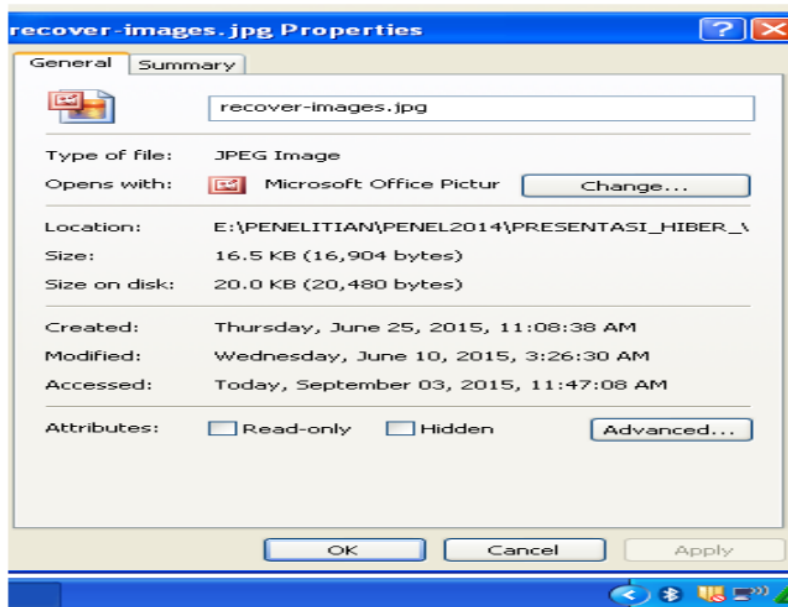 recover-images.jpg Properties
General Summary
recover-images.jpg
Type of file: JPEG Image
Opens with: Microsoft Office Pictur Change...
Location: E:\PENELITIAN\PENEL2014\PRESENTASI_HIBER_\
Size: 16.5 KB (16,904 bytes)
Size on disk: 20.0 KB (20,480 bytes)
Created: Thursday, June 25, 2015, 11:08:38 AM
Modified: Wednesday, June 10, 2015, 3:26:30 AM
Accessed: Today, September 03, 2015, 11:47:08 AM
Attributes: Read-only Hidden Advanced...
OK Cancel Apply